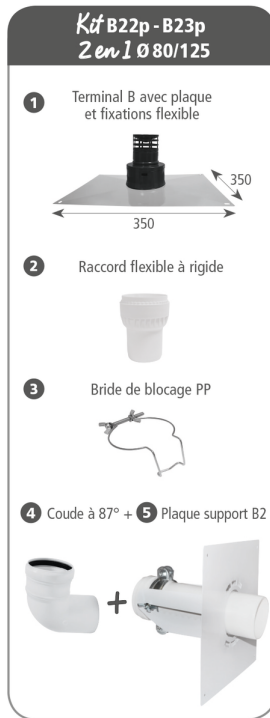 Kit B22p - B23p
2 en 1 Ø 80/125
1 Terminal B avec plaque
et fixations flexible
350
350
2 Raccord flexible à rigide
3 Bride de blocage PP
4 Coude à 87° + 5 Plaque support B2
+